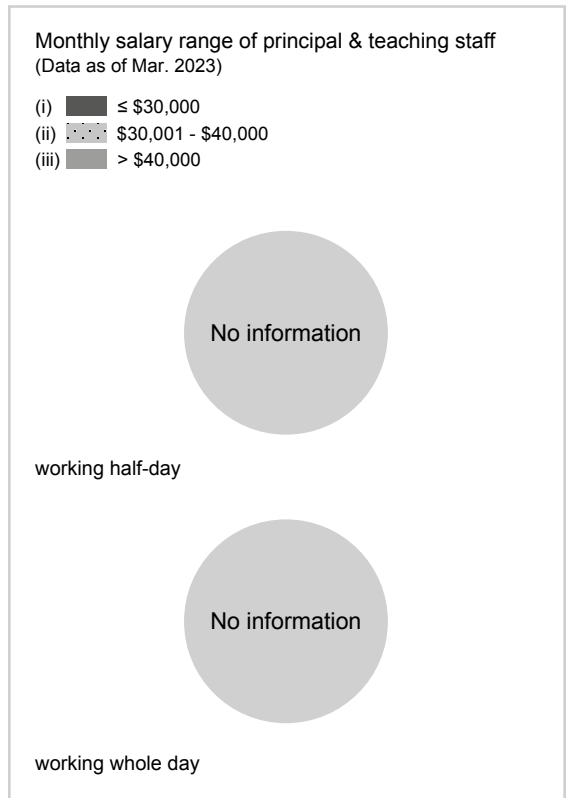 Monthly salary range of principal & teaching staff
(Data as of Mar. 2023)
(i) ≤ $30,000
(ii) $30,001 - $40,000
(iii) > $40,000
No information
working half-day
No information
working whole day